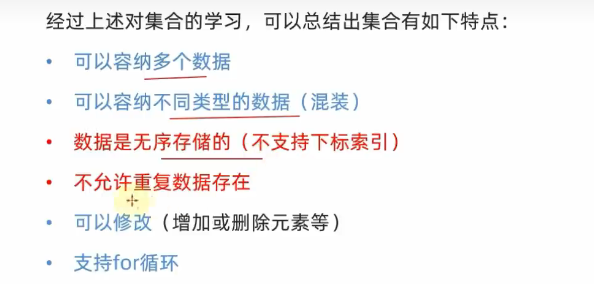 经过上述对集合的学习，可以总结出集合有如下特点：
• 可以容纳多个数据
• 可以容纳不同类型的数据（混装）
• 数据是无序存储的（不支持下标索引）
• 不允许重复数据存在
• 可以修改（增加或删除元素等）
• 支持for循环